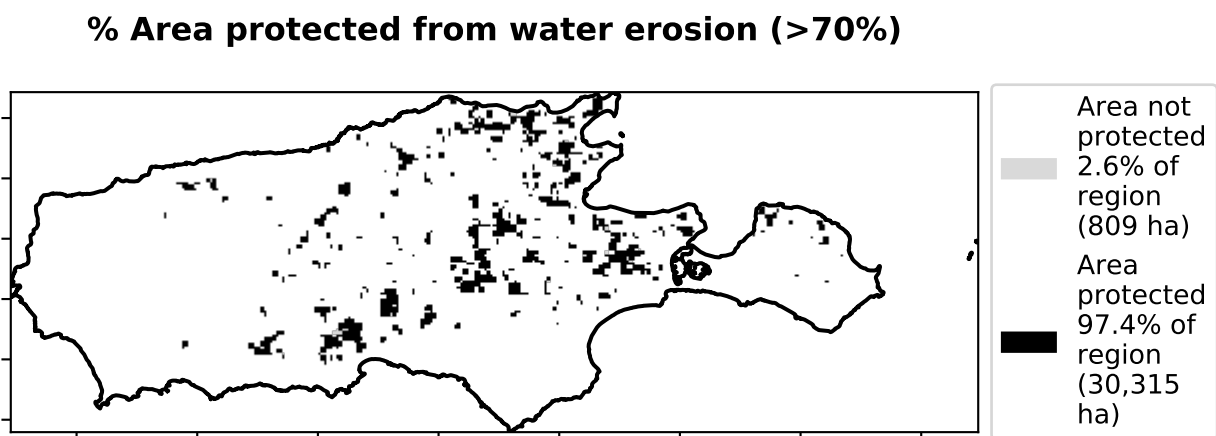 % Area protected from water erosion (>70%)
Area not
protected
2.6% of
region
(809 ha)
Area
protected
97.4% of
region
(30,315
ha)